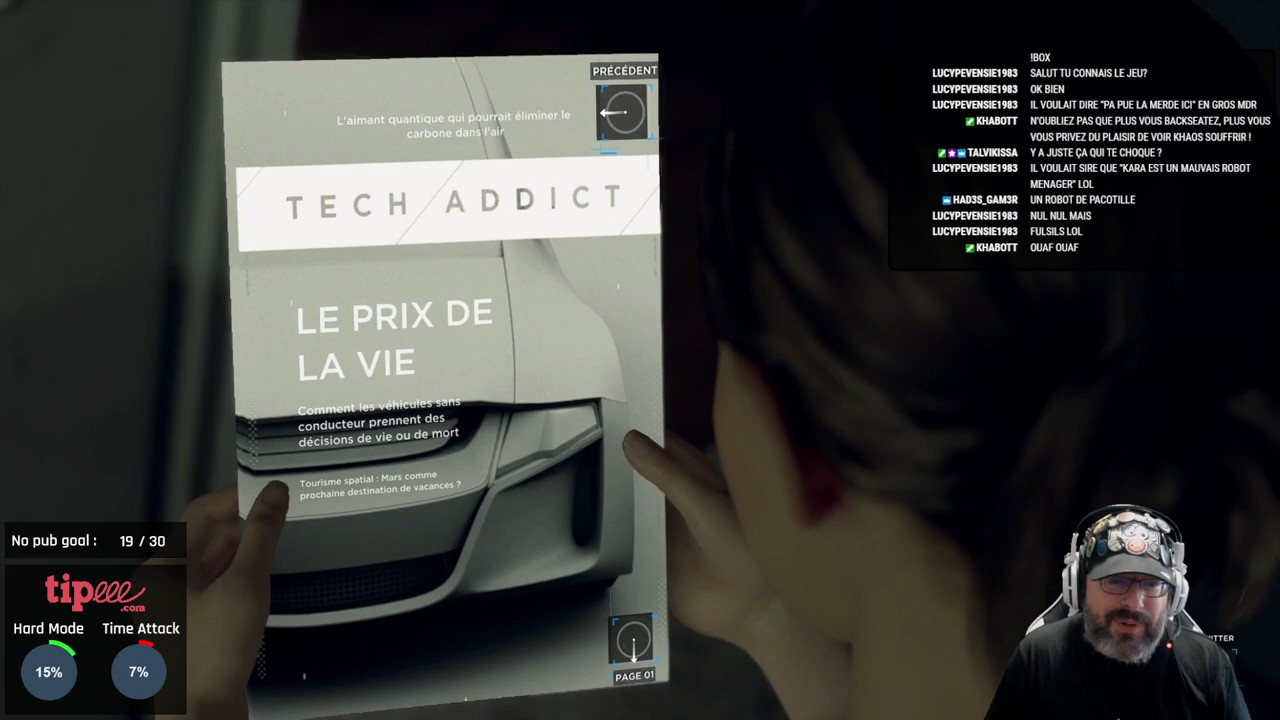 PRÉCÉDENT
L'aimant quantique qui pourrait éliminer le
carbone dans l'air
TECH ADDICT
LE PRIX DE
LA VIE
Comment les véhicules sans
conducteur prennent des
décisions de vie ou de mort
Tourisme spatial : Mars comme
prochaine destination de vacances ?
PAGE 01
!BOX
LUCYPEVENSIE1983 SALUT TU CONNAIS LE JEU?
LUCYPEVENSIE1983 OK BIEN
LUCYPEVENSIE1983 IL VOULAIT DIRE "PA PUE LA MERDE ICI" EN GROS MDR
KHABOTT N'OUBLIEZ PAS QUE PLUS VOUS BACKSEATEZ, PLUS VOUS
VOUS PRIVEZ DU PLAISIR DE VOIR KHAOS SOUFFRIR !
TALVIKISSA Y A JUSTE ÇA QUI TE CHOQUE ?
LUCYPEVENSIE1983 IL VOULAIT SIRE QUE "KARA EST UN MAUVAIS ROBOT
MENAGER" LOL
HAD3S_GAM3R UN ROBOT DE PACOTILLE
LUCYPEVENSIE1983 NUL NUL MAIS
LUCYPEVENSIE1983 FULSILS LOL
KHABOTT OUAF OUAF
No pub goal : 19 / 30
tipeee
.com
Hard Mode Time Attack
15% 7%